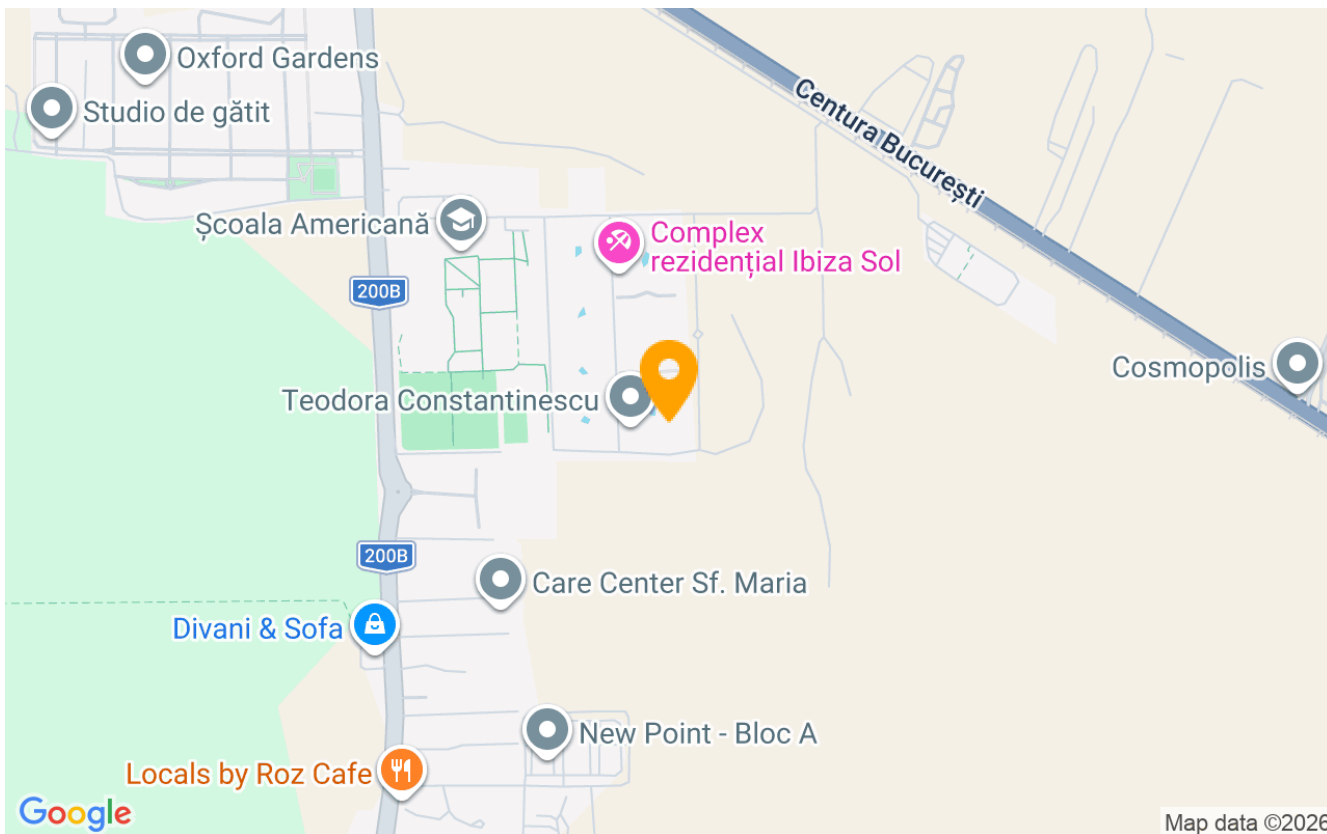 Oxford Gardens
Studio de gătit
Centura București
Școala Americană
Complex
rezidențial Ibiza Sol
200B
Cosmopolis
Teodora Constantinescu
200B
Care Center Sf. Maria
Divani & Sofa
New Point - Bloc A
Locals by Roz Cafe
Google
Map data ©2026